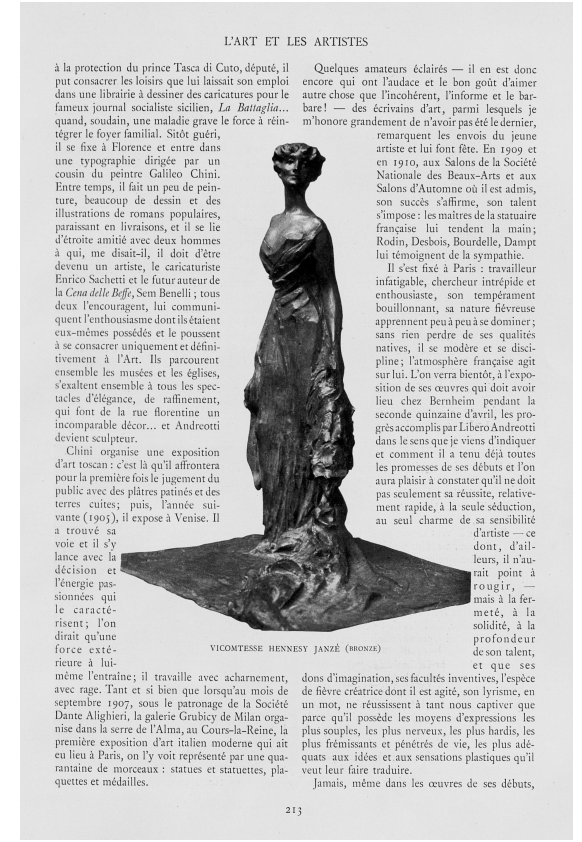 L'ART ET LES ARTISTES
à la protection du prince Tasca di Cuto, député, il
put consacrer les loisirs que lui laissait son emploi
dans une librairie à dessiner des caricatures pour le
fameux journal socialiste sicilien, La Battaglia...
quand, soudain, une maladie grave le force à réin-
tégrer le foyer familial. Sitôt guéri,
il se fixe à Florence et entre dans
une typographie dirigée par un
cousin du peintre Galileo Chini.
Entre temps, il fait un peu de pein-
ture, beaucoup de dessin et des
illustrations de romans populaires,
paraissant en livraisons, et il se lie
d'étroite amitié avec deux hommes
à qui, me disait-il, il doit d'être
devenu un artiste, le caricaturiste
Enrico Sachetti et le futur auteur de
la Cena delle Beffe, Sem Benelli ; tous
deux l'encouragent, lui communi-
quent l'enthousiasme dont ils étaient
eux-mêmes possédés et le poussent
à se consacrer uniquement et défini-
tivement à l'Art. Ils parcourent
ensemble les musées et les églises,
s'exaltent ensemble à tous les spec-
tacles d'élégance, de raffinement,
qui font de la rue florentine un
incomparable décor... et Andreotti
devient sculpteur.
Chini organise une exposition
d'art toscan : c'est là qu'il affrontera
pour la première fois le jugement du
public avec des plâtres patinés et des
terres cuites; puis, l'année sui-
vante (1905), il expose à Venise. Il
a trouvé sa
voie et il s'y
lance avec la
décision et
l'énergie pas-
sionnées qui
le caracté-
risent ; l'on
dirait qu'une
force exté-
rieure à lui-
même l'entraîne; il travaille avec acharnement,
avec rage. Tant et si bien que lorsqu'au mois de
septembre 1907, sous le patronage de la Société
Dante Alighieri, la galerie Grubicy de Milan orga-
nise dans la serre de l'Alma, au Cours-la-Reine, la
première exposition d'art italien moderne qui ait
eu lieu à Paris, on l'y voit représenté par une qua-
rantaine de morceaux : statues et statuettes, pla-
quettes et médailles.
VICOMTESSE HENNESY JANZÉ (BRONZE)
Quelques amateurs éclairés — il en est donc
encore qui ont l'audace et le bon goût d'aimer
autre chose que l'incohérent, l'informe et le bar-
bare ! — des écrivains d'art, parmi lesquels je
m'honore grandement de n'avoir pas été le dernier,
remarquent les envois du jeune
artiste et lui font fête. En 1909 et
en 1910, aux Salons de la Société
Nationale des Beaux-Arts et aux
Salons d'Automne où il est admis,
son succès s'affirme, son talent
s'impose : les maîtres de la statuaire
française lui tendent la main ;
Rodin, Desbois, Bourdelle, Dampt
lui témoignent de la sympathie.
Il s'est fixé à Paris : travailleur
infatigable, chercheur intrépide et
enthousiaste, son tempérament
bouillonnant, sa nature fiévreuse
apprennent peu à peu à se dominer ;
sans rien perdre de ses qualités
natives, il se modère et se disci-
pline ; l'atmosphère française agit
sur lui. L'on verra bientôt, à l'expo-
sition de ses œuvres qui doit avoir
lieu chez Bernheim pendant la
seconde quinzaine d'avril, les pro-
grès accomplis par Libero Andreotti
dans le sens que je viens d'indiquer
et comment il a tenu déjà toutes
les promesses de ses débuts et l'on
aura plaisir à constater qu'il ne doit
pas seulement sa réussite, relative-
ment rapide, à la seule séduction,
au seul charme de sa sensibilité
d'artiste — ce
dont, d'ail-
leurs, il n'au-
rait point à
rougir, —
mais à la fer-
meté, à la
solidité, à la
profondeur
de son talent,
et que ses
dons d'imagination, ses facultés inventives, l'espèce
de fièvre créatrice dont il est agité, son lyrisme, en
un mot, ne réussissent à tant nous captiver que
parce qu'il possède les moyens d'expressions les
plus souples, les plus nerveux, les plus hardis, les
plus frémissants et pénétrés de vie, les plus adé-
quats aux idées et aux sensations plastiques qu'il
veut leur faire traduire.
Jamais, même dans les œuvres de ses débuts,
213